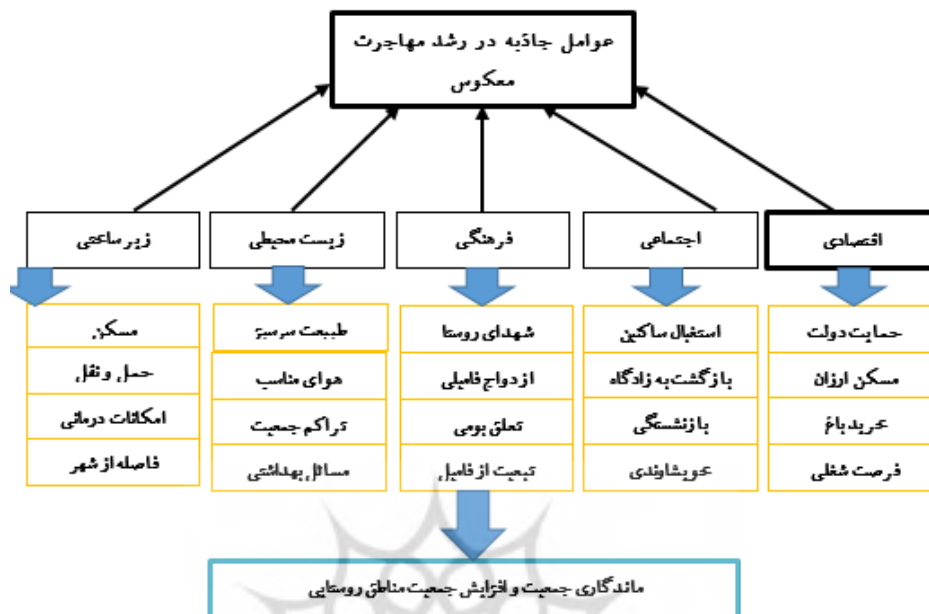 عوامل جاذبه در رشد مهاجرت
معکوس
اقتصادی
اجتماعی
فرهنگی
زیست محیطی
زیر ساختی
حمایت دولت
مسکن ارزان
خرید باغ
فرصت شغلی
استقبال ساکنین
بازگشت به زادگاه
بازنشستگی
خویشاوندی
شهدای روستا
ازدواج فامیلی
تعلق بومی
تبعیت از فامیل
طبیعت سرسبز
هوای مناسب
تراکم جمعیت
مسائل بهداشتی
مسکن
حمل و نقل
امکانات درمانی
فاصله از شهر
ماندگاری جمعیت و افزایش جمعیت مناطق روستایی